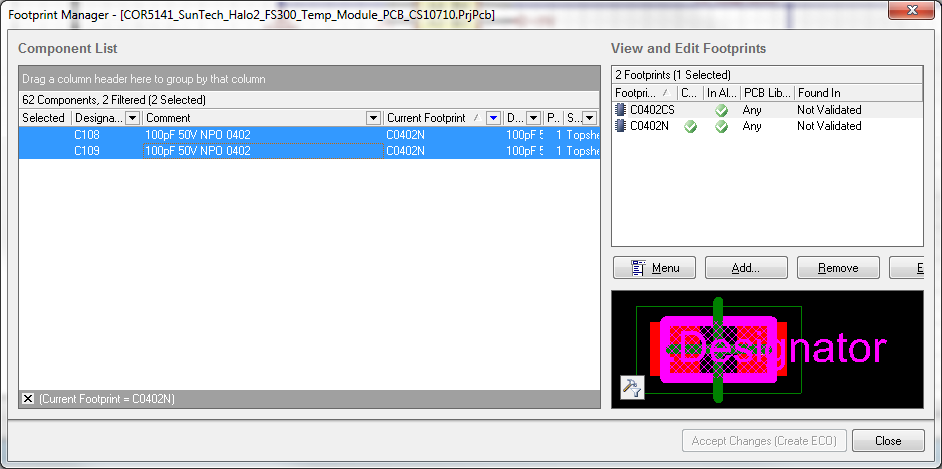 Footprint Manager - [COR5141_SunTech_Halo2_FS300_Temp_Module_PCB_CS10710.PrjPcb]
Component List
Drag a column header here to group by that column
62 Components, 2 Filtered (2 Selected)
Selected Designa... Comment Current Footprint D... P... S...
C108 100pF 50V NPO 0402 C0402N 100pF 5 1 Topshe
C109 100pF 50V NPO 0402 C0402N 100pF 5 1 Topshe
(Current Footprint = C0402N)
View and Edit Footprints
2 Footprints (1 Selected)
Footpri... C... In Al... PCB Lib... Found In
C0402CS Any Not Validated
C0402N Any Not Validated
Menu Add... Remove E
Designator
Accept Changes (Create ECO) Close